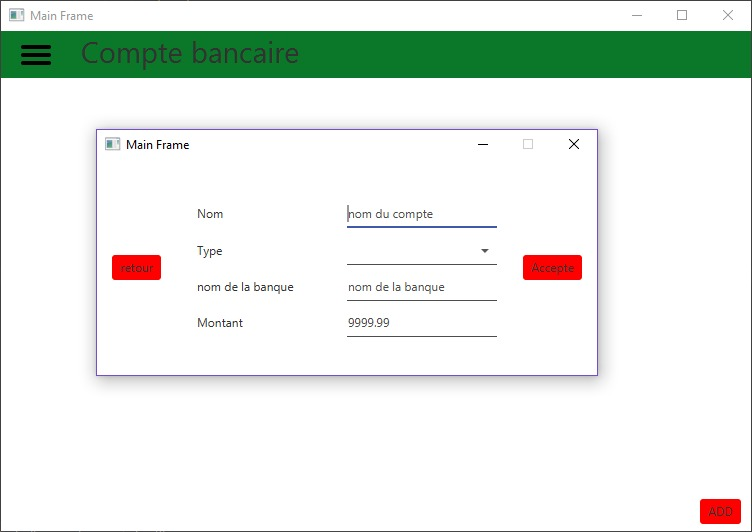 Main Frame
Compte bancaire
Main Frame
Nom
nom du compte
Type
retour
Accepte
nom de la banque
nom de la banque
Montant
9999.99
ADD